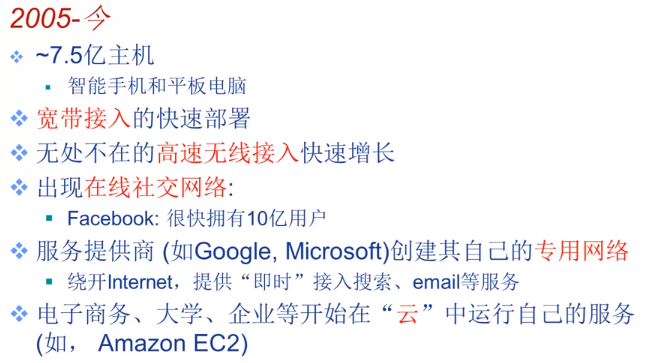 2005-今
~7.5亿主机
智能手机和平板电脑
宽带接入的快速部署
无处不在的高速无线接入快速增长
出现在线社交网络:
Facebook: 很快拥有10亿用户
服务提供商 (如Google, Microsoft)创建其自己的专用网络
绕开Internet，提供“即时”接入搜索、email等服务
电子商务、大学、企业等开始在“云”中运行自己的服务
(如， Amazon EC2)